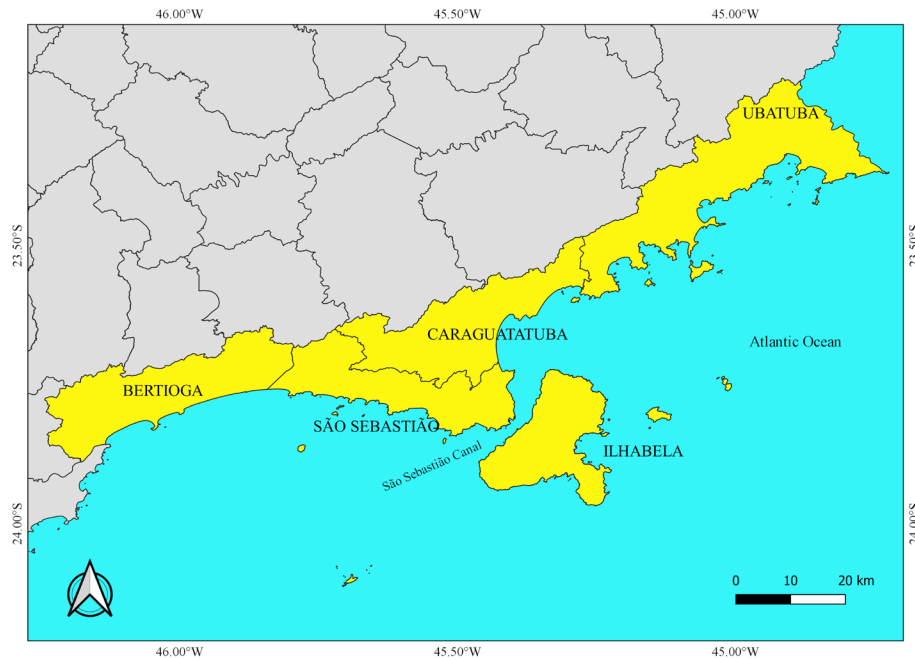 46.00°W 45.50°W 45.00°W
UBATUBA
23.50°S 23.50°S
CARAGUATATUBA
Atlantic Ocean
BERTIOGA
SÃO SEBASTIÃO
São Sebastião Canal
ILHABELA
24.00°S 24.00°S
0 10 20 km
46.00°W 45.50°W 45.00°W